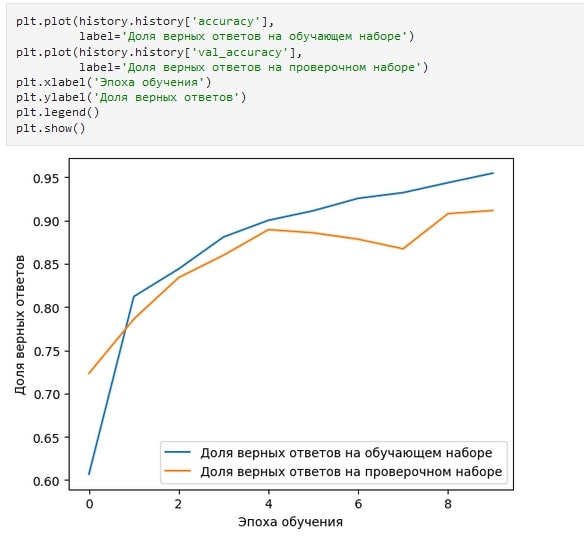 plt.plot(history.history['accuracy'],
label='Доля верных ответов на обучающем наборе')
plt.plot(history.history['val_accuracy'],
label='Доля верных ответов на проверочном наборе')
plt.xlabel('Эпоха обучения')
plt.ylabel('Доля верных ответов')
plt.legend()
plt.show()
0.95
0.90
0.85
0.80
0.75
0.70
0.65
0.60
Доля верных ответов
Доля верных ответов на обучающем наборе
Доля верных ответов на проверочном наборе
0 2 4 6 8
Эпоха обучения